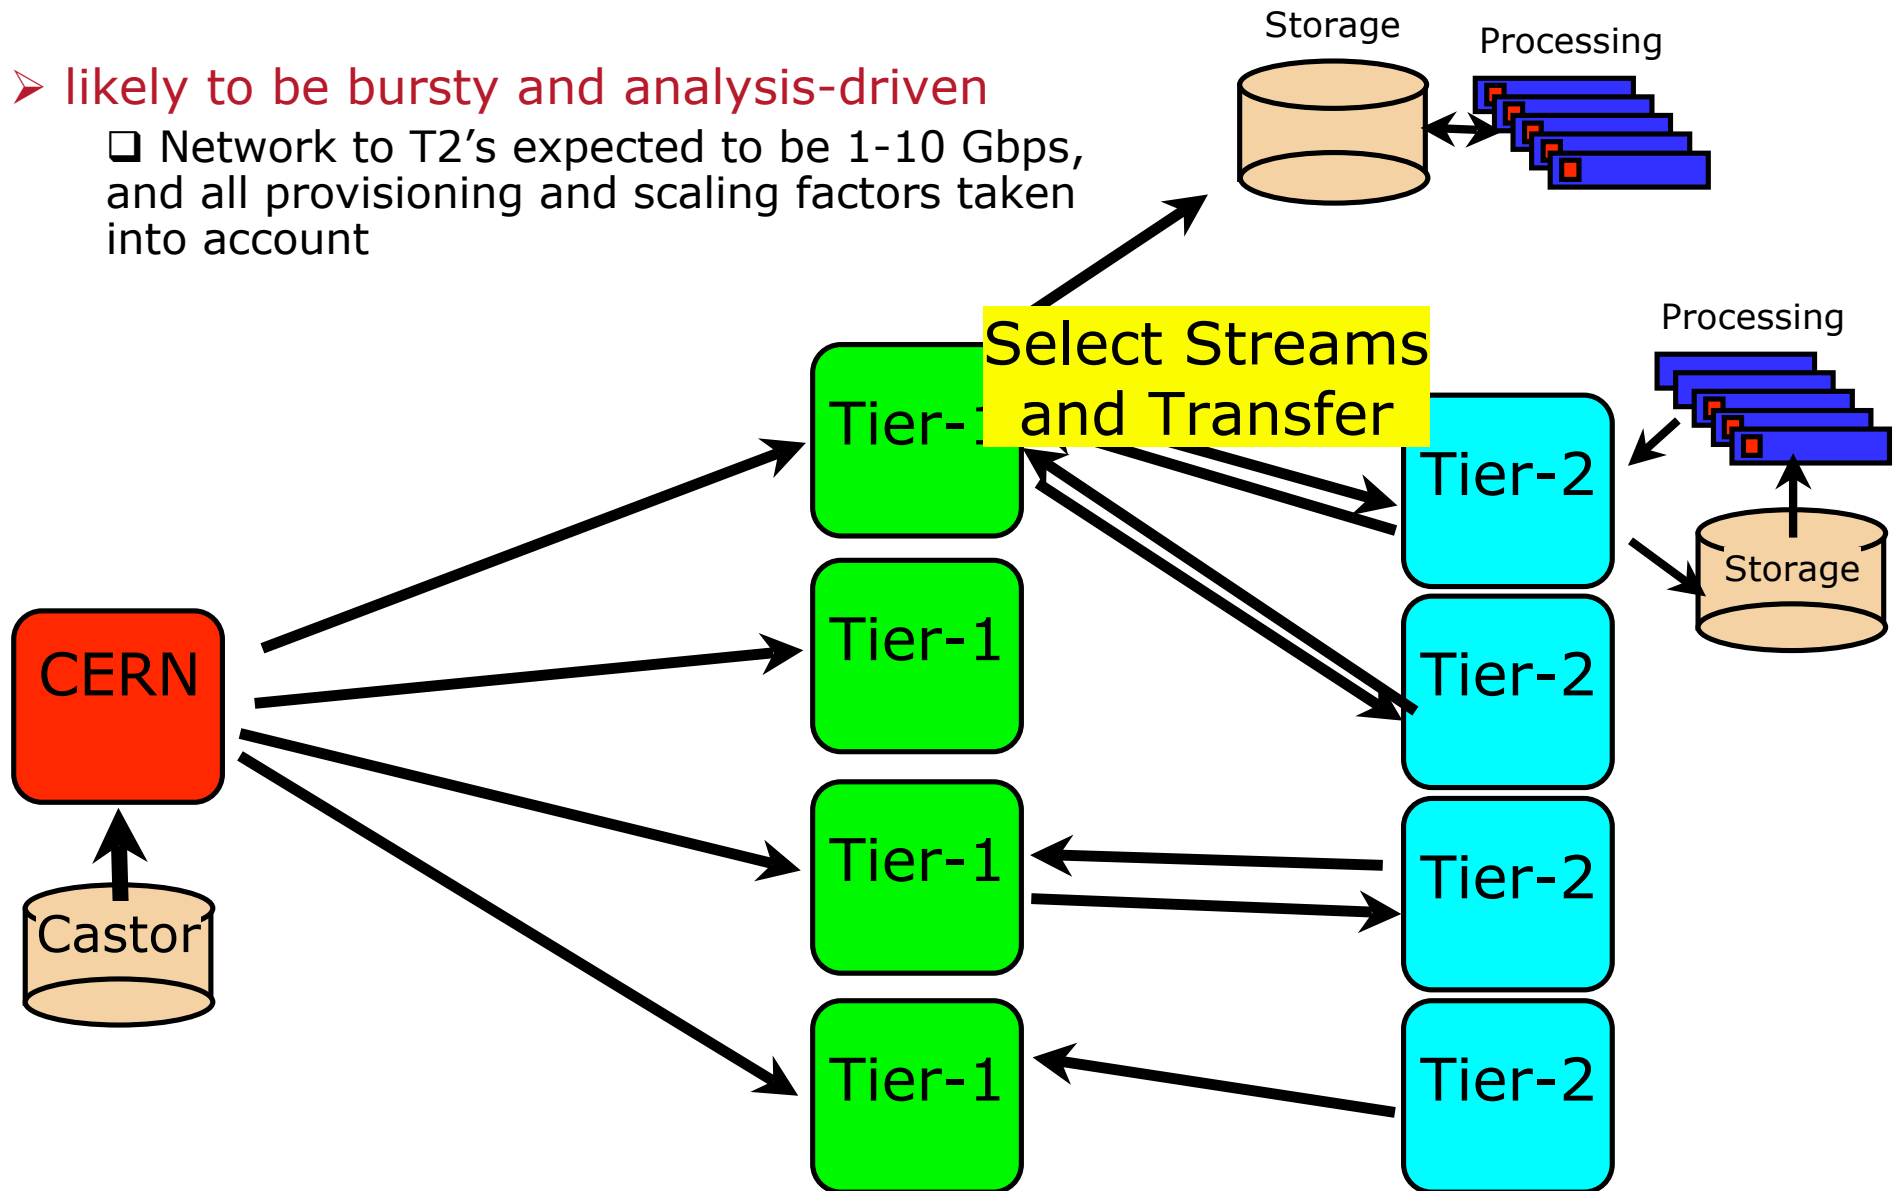 Storage
Processing
➢ likely to be bursty and analysis-driven
❑ Network to T2’s expected to be 1-10 Gbps,
and all provisioning and scaling factors taken
into account
Processing
Select Streams
and Transfer
Tier-1
Tier-2
Storage
Tier-1
CERN
Tier-2
Tier-1
Tier-2
Castor
Tier-1
Tier-2